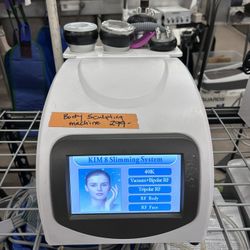 Body Sculpting
machine 299-
KIM 8 Slimming System
40K
Vacuum+Bipolar RF
Tripolar RF
RF Body
RF Face